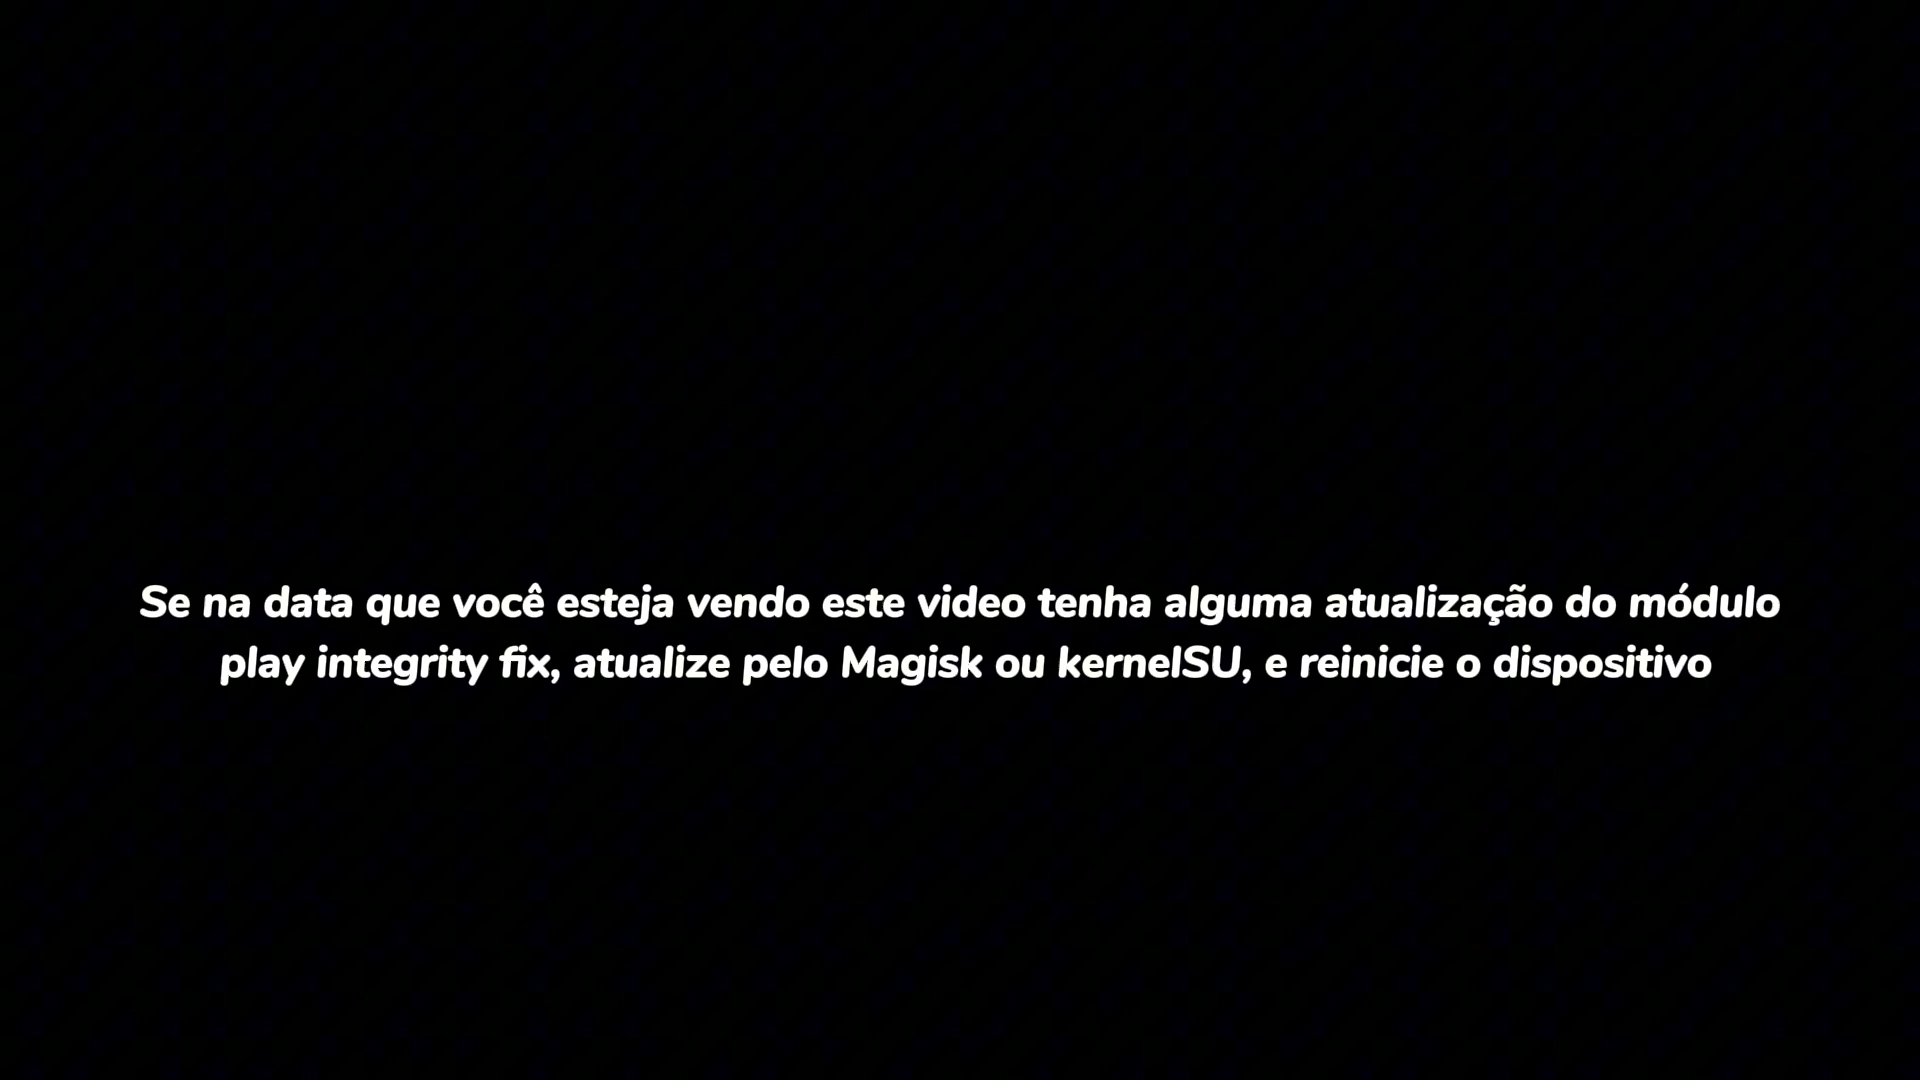 Se na data que você esteja vendo este video tenha alguma atualização do módulo
play integrity fix, atualize pelo Magisk ou kernelSU, e reinicie o dispositivo